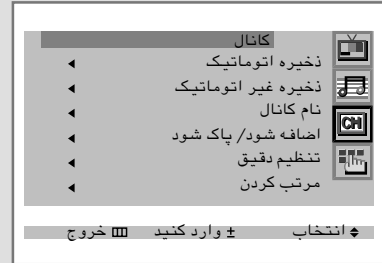 کانال
ذخیره اتوماتیک
ذخیره غیر اتوماتیک
نام کانال
CH
اضافه شود/ پاک شود
تنظیم دقیق
مرتب کردن
انتخاب ± وارد کنید خروج